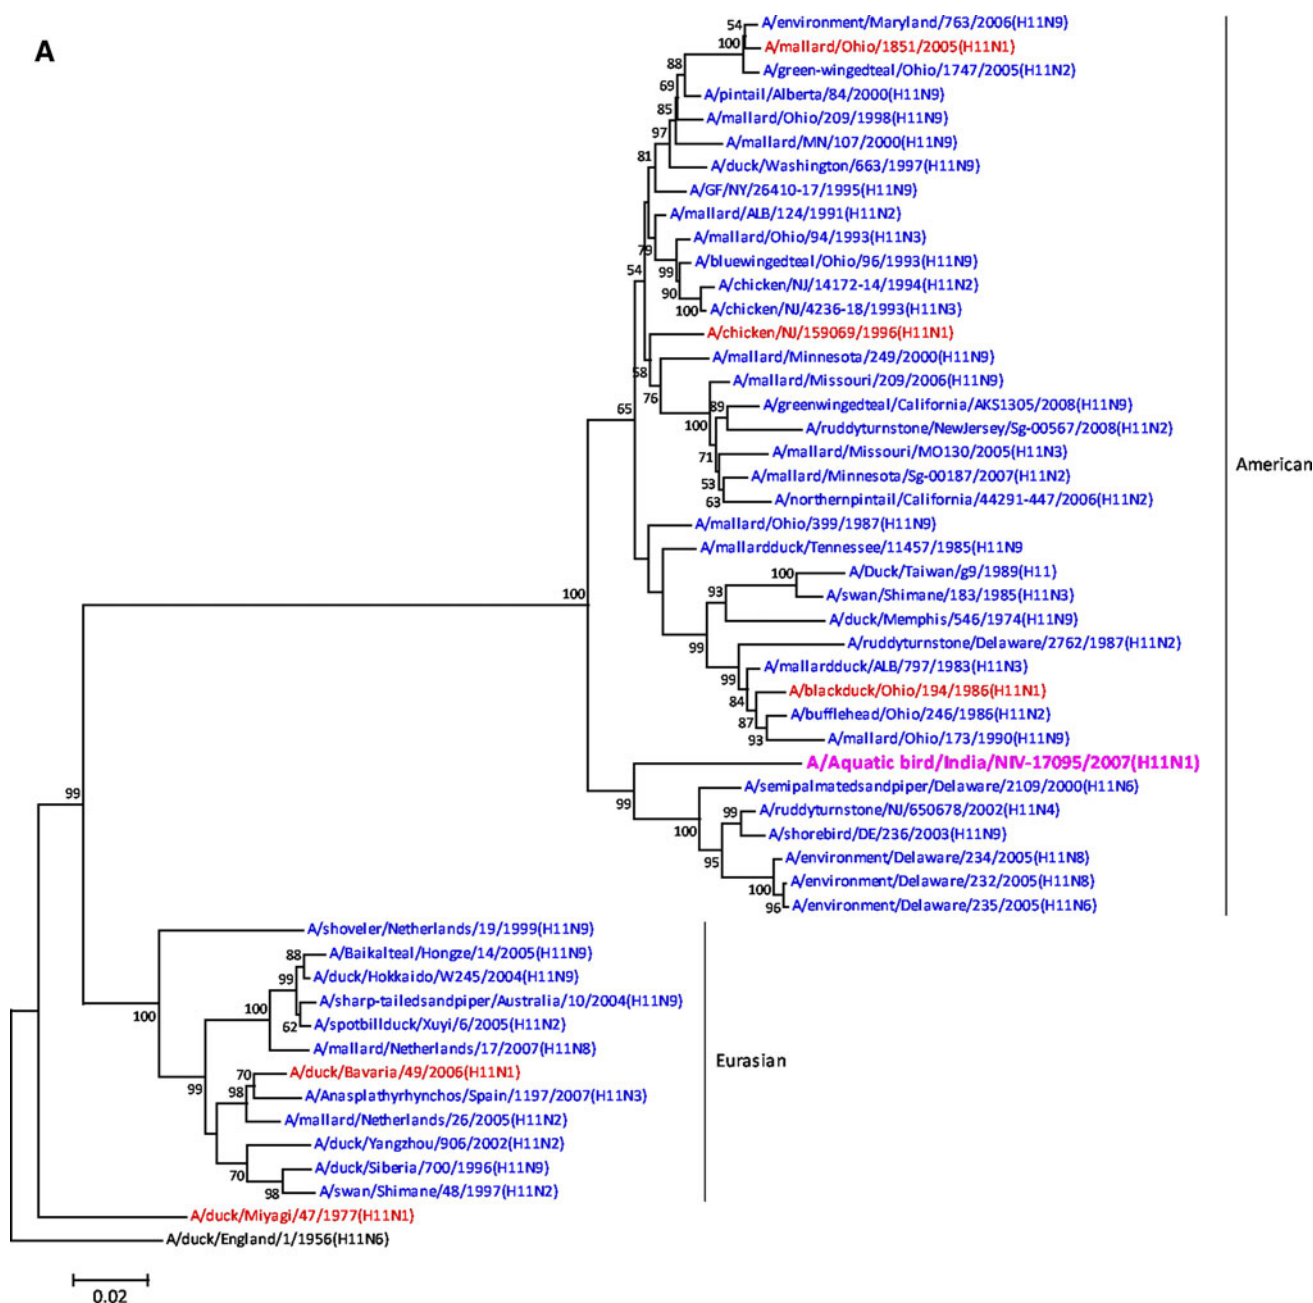 A
54
A/environment/Maryland/763/2006(H11N9)
100
A/mallard/Ohio/1851/2005(H11N1)
88
A/green-wingedteal/Ohio/1747/2005(H11N2)
69
A/pintail/Alberta/84/2000(H11N9)
85
A/mallard/Ohio/209/1998(H11N9)
97
A/mallard/MN/107/2000(H11N9)
81
A/duck/Washington/663/1997(H11N9)
A/GF/NY/26410-17/1995(H11N9)
A/mallard/ALB/124/1991(H11N2)
79
A/mallard/Ohio/94/1993(H11N3)
54
99
A/bluewingedteal/Ohio/96/1993(H11N9)
90
A/chicken/NJ/14172-14/1994(H11N2)
100
A/chicken/NJ/4236-18/1993(H11N3)
A/chicken/NJ/159069/1996(H11N1)
58
A/mallard/Minnesota/249/2000(H11N9)
76
A/mallard/Missouri/209/2006(H11N9)
65
89
A/greenwingedteal/California/AKS1305/2008(H11N9)
100
A/ruddyturnstone/NewJersey/Sg-00567/2008(H11N2)
71
A/mallard/Missouri/MO130/2005(H11N3)
American
53
A/mallard/Minnesota/Sg-00187/2007(H11N2)
63
A/northernpintail/California/44291-447/2006(H11N2)
A/mallard/Ohio/399/1987(H11N9)
A/mallardduck/Tennessee/11457/1985(H11N9
100
100
A/Duck/Taiwan/g9/1989(H11)
93
A/swan/Shimane/183/1985(H11N3)
A/duck/Memphis/546/1974(H11N9)
99
A/ruddyturnstone/Delaware/2762/1987(H11N2)
99
A/mallardduck/ALB/797/1983(H11N3)
84
A/blackduck/Ohio/194/1986(H11N1)
87
A/bufflehead/Ohio/246/1986(H11N2)
93
A/mallard/Ohio/173/1990(H11N9)
A/Aquatic bird/India/NIV-17095/2007(H11N1)
99
99
A/semipalmatedsandpiper/Delaware/2109/2000(H11N6)
99
A/ruddyturnstone/NJ/650678/2002(H11N4)
100
A/shorebird/DE/236/2003(H11N9)
95
A/environment/Delaware/234/2005(H11N8)
100
A/environment/Delaware/232/2005(H11N8)
96
A/environment/Delaware/235/2005(H11N6)
A/shoveler/Netherlands/19/1999(H11N9)
88
A/Baikalteal/Hongze/14/2005(H11N9)
99
A/duck/Hokkaido/W245/2004(H11N9)
100
100
A/sharp-tailedsandpiper/Australia/10/2004(H11N9)
62
A/spotbillduck/Xuyi/6/2005(H11N2)
A/mallard/Netherlands/17/2007(H11N8)
Eurasian
70
A/duck/Bavaria/49/2006(H11N1)
99
98
A/Anasplathyrhynchos/Spain/1197/2007(H11N3)
A/mallard/Netherlands/26/2005(H11N2)
A/duck/Yangzhou/906/2002(H11N2)
70
A/duck/Siberia/700/1996(H11N9)
98
A/swan/Shimane/48/1997(H11N2)
A/duck/Miyagi/47/1977(H11N1)
A/duck/England/1/1956(H11N6)
0.02